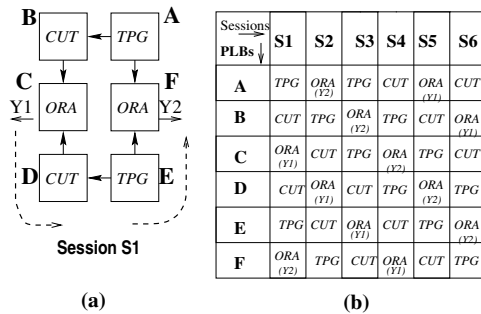 B A
CUT TPG
C F
Y1 ORA ORA Y2
D CUT TPG E
Session S1
(a)
Sessions S1 S2 S3 S4 S5 S6
PLBs
A TPG ORA (Y2) TPG CUT ORA (Y1) CUT
B CUT TPG ORA (Y2) TPG CUT ORA (Y1)
C ORA (Y1) CUT TPG ORA (Y2) TPG CUT
D CUT ORA (Y1) CUT TPG ORA (Y2) TPG
E TPG CUT ORA (Y1) CUT TPG ORA (Y2)
F ORA (Y2) TPG CUT ORA (Y1) CUT TPG
(b)